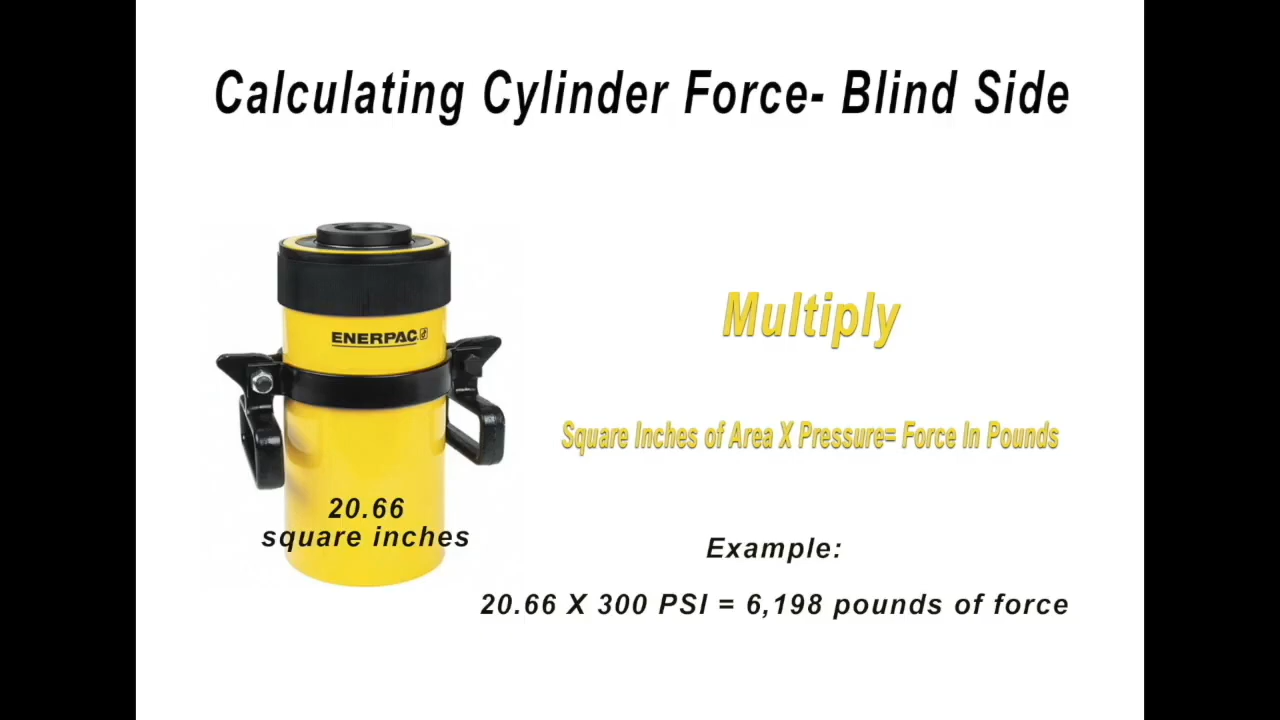 Calculating Cylinder Force- Blind Side
ENERPAC
Multiply
Square Inches of Area X Pressure= Force In Pounds
20.66
square inches
Example:
20.66 X 300 PSI = 6,198 pounds of force